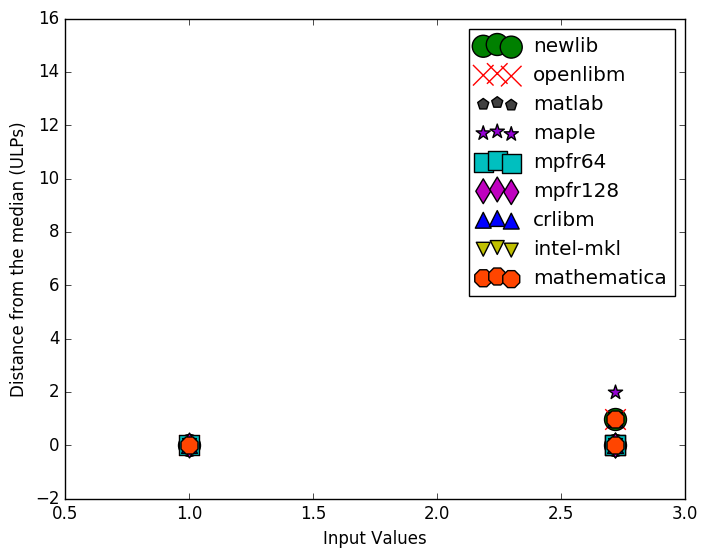 16
14
12
10
8
6
4
2
0
−2
Distance from the median (ULPs)
newlib
openlibm
matlab
maple
mpfr64
mpfr128
crlibm
intel-mkl
mathematica
0.5 1.0 1.5 2.0 2.5 3.0
Input Values